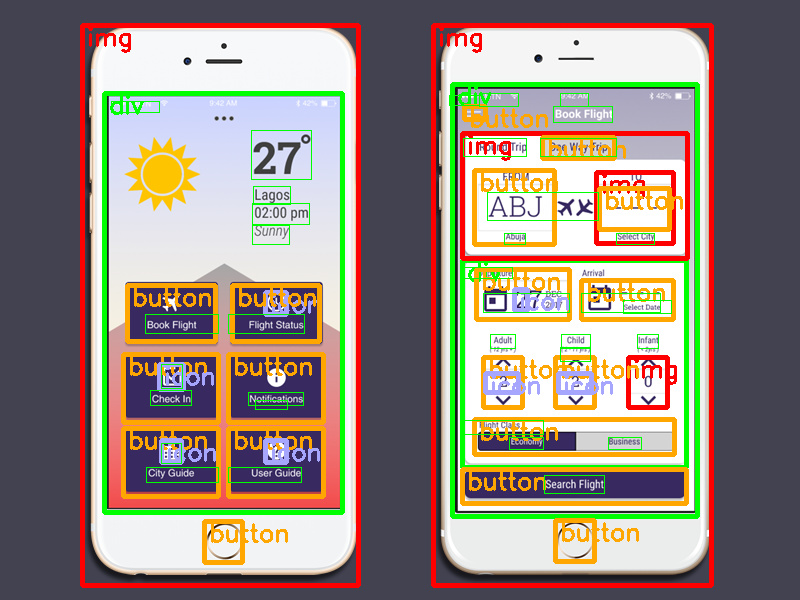 img
div
9:42 AM
42%
27°
Lagos
02:00 pm
Sunny
button
button
icon
Book Flight
Flight Status
button
button
icon
Check In
Notifications
button
button
icon
icon
City Guide
User Guide
button
img
div
TN
9:42 AM
42%
button
Book Flight
img
Round Trip
button
One Way Trip
FROM
TO
button
img
button
ABJ
Abuja
Select City
div
button
Arrival
button
27
DEC
icon
Select Date
Adult
Child
Infant
button
button
img
2
icon
2
icon
0
Flight Class
button
Economy
Business
button
Search Flight
button